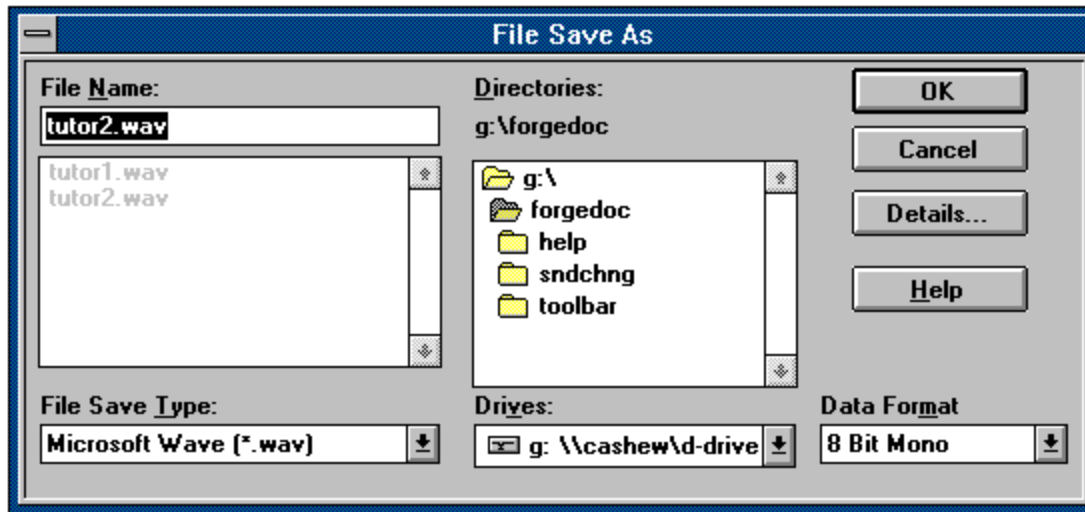 File Save As
File Name:
tutor2.wav
tutor1.wav
tutor2.wav
File Save Type:
Microsoft Wave (*.wav)
Directories:
g:\forgedoc
g:\
forgedoc
help
sndchng
toolbar
Drives:
g: \\cashew\d-drive
OK
Cancel
Details...
Help
Data Format
8 Bit Mono